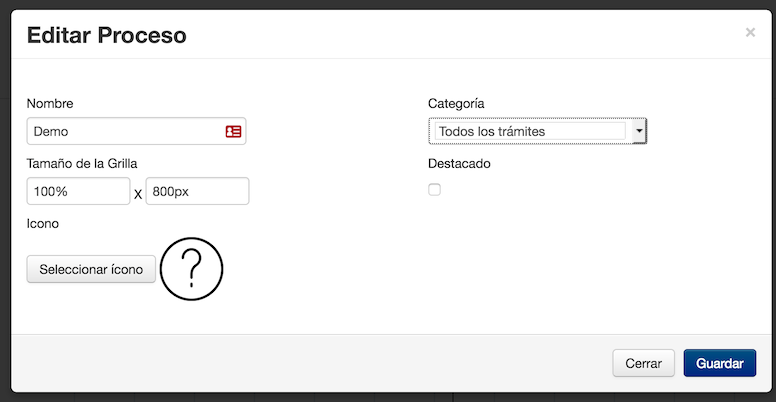 Editar Proceso
×
Nombre
Demo
Categoría
Todos los trámites
Tamaño de la Grilla
100% X 800px
Destacado
Icono
Seleccionar ícono ?
Cerrar Guardar